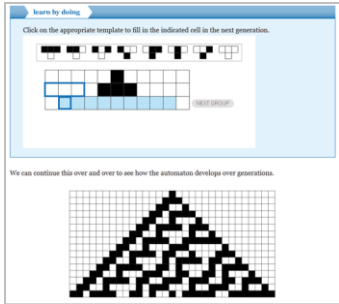 learn by doing
Click on the appropriate template to fill in the indicated cell in the next generation.
NEXT GROUP
We can continue this over and over to see how the automaton develops over generations.